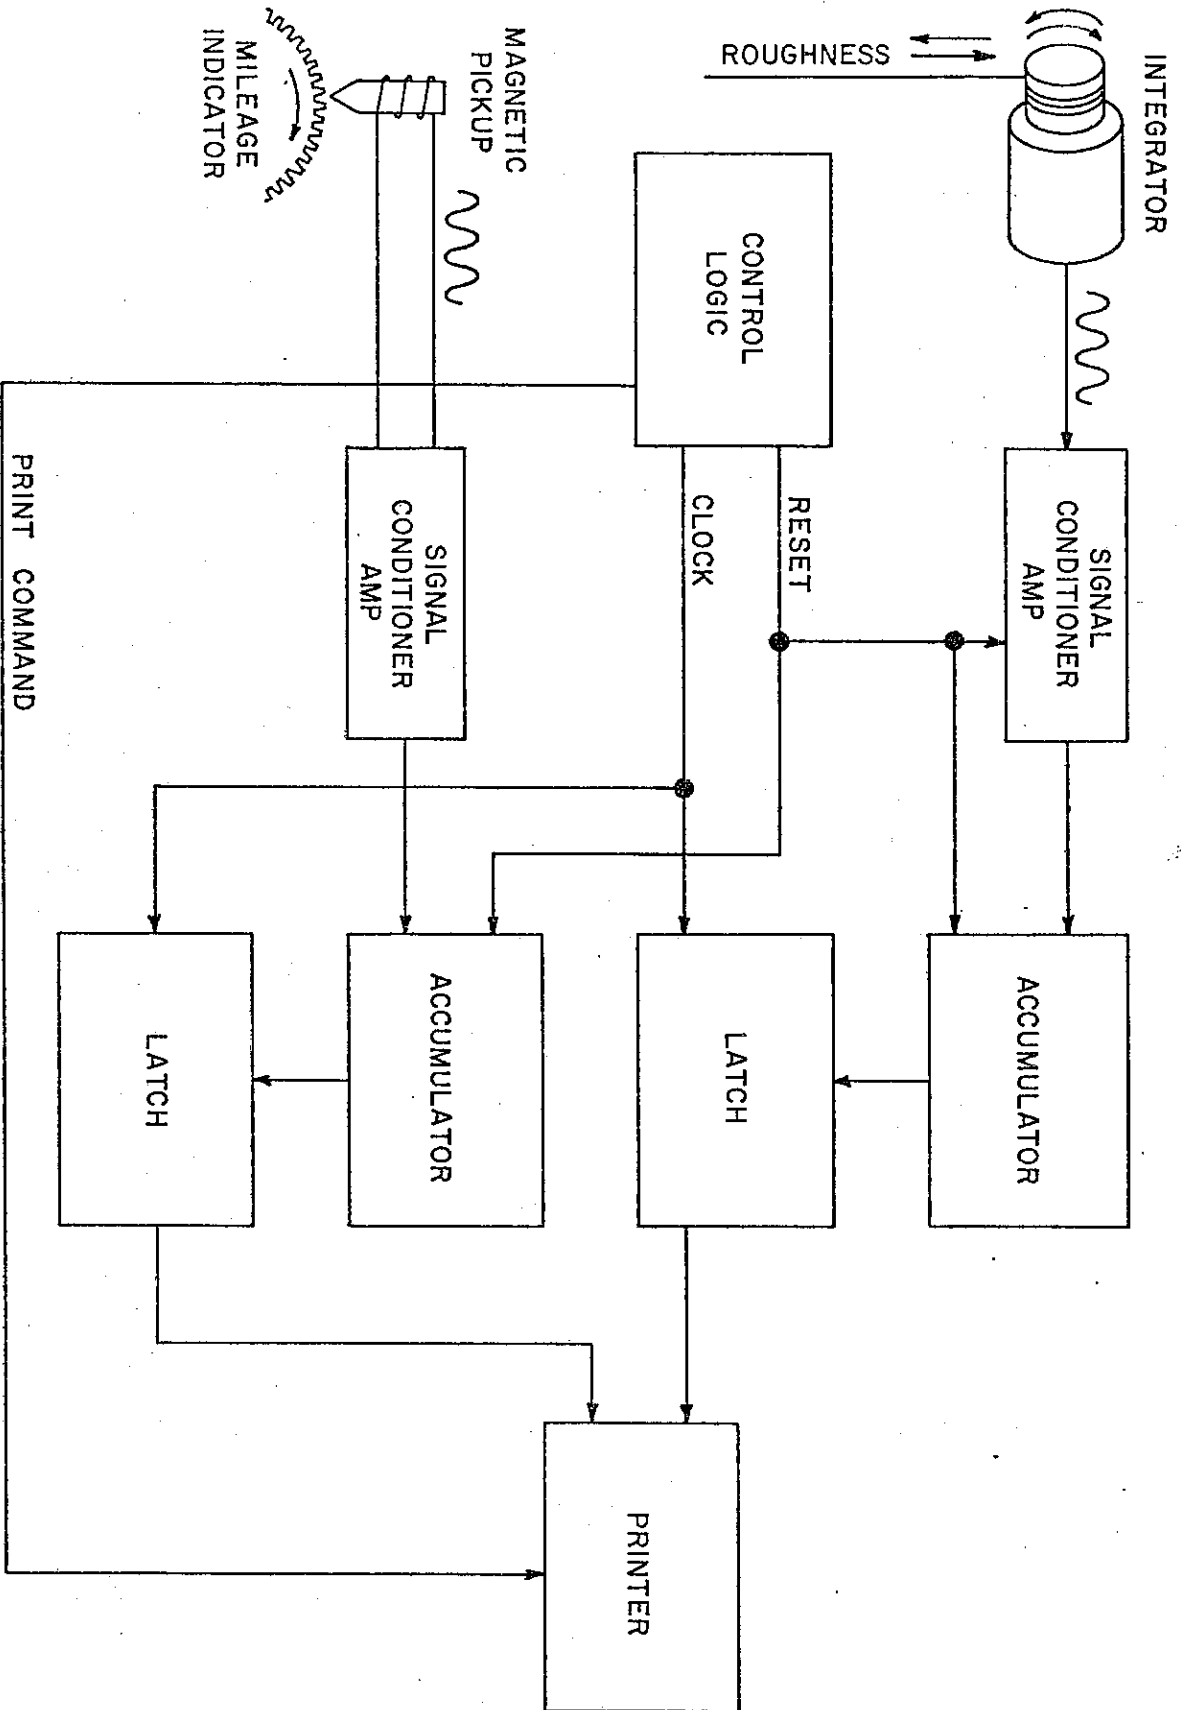 INTEGRATOR
ROUGHNESS
SIGNAL
CONDITIONER
AMP
ACCUMULATOR
CONTROL
LOGIC
RESET
CLOCK
LATCH
PRINTER
MAGNETIC
PICKUP
MILEAGE
INDICATOR
SIGNAL
CONDITIONER
AMP
ACCUMULATOR
LATCH
PRINT COMMAND